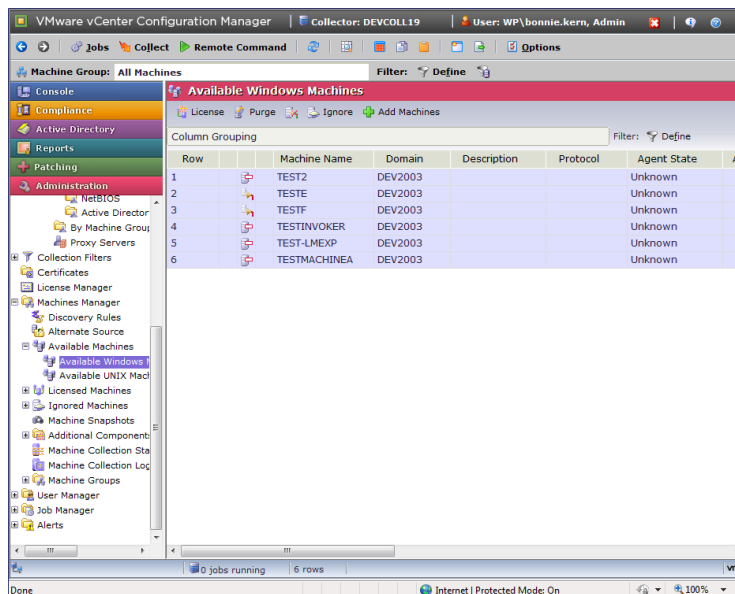 VMware vCenter Configuration Manager Collector: DEVCOLL19 User: WP\bonnie.kern, Admin
Jobs Collect Remote Command Options
Machine Group: All Machines Filter: Define
Console
Compliance
Active Directory
Reports
Patching
Administration
NetBIOS
Active Director
By Machine Group
Proxy Servers
Collection Filters
Certificates
License Manager
Machines Manager
Discovery Rules
Alternate Source
Available Machines
Available Windows M
Available UNIX Mach
Licensed Machines
Ignored Machines
Machine Snapshots
Additional Components
Machine Collection Sta
Machine Collection Log
Machine Groups
User Manager
Job Manager
Alerts
Available Windows Machines
License Purge Ignore Add Machines
Column Grouping Filter: Define
Row Machine Name Domain Description Protocol Agent State A
1 TEST2 DEV2003 Unknown
2 TESTE DEV2003 Unknown
3 TESTF DEV2003 Unknown
4 TESTINVOKER DEV2003 Unknown
5 TEST-LMEXP DEV2003 Unknown
6 TESTMACHINEA DEV2003 Unknown
0 jobs running 6 rows vm
Done Internet | Protected Mode: On 100%